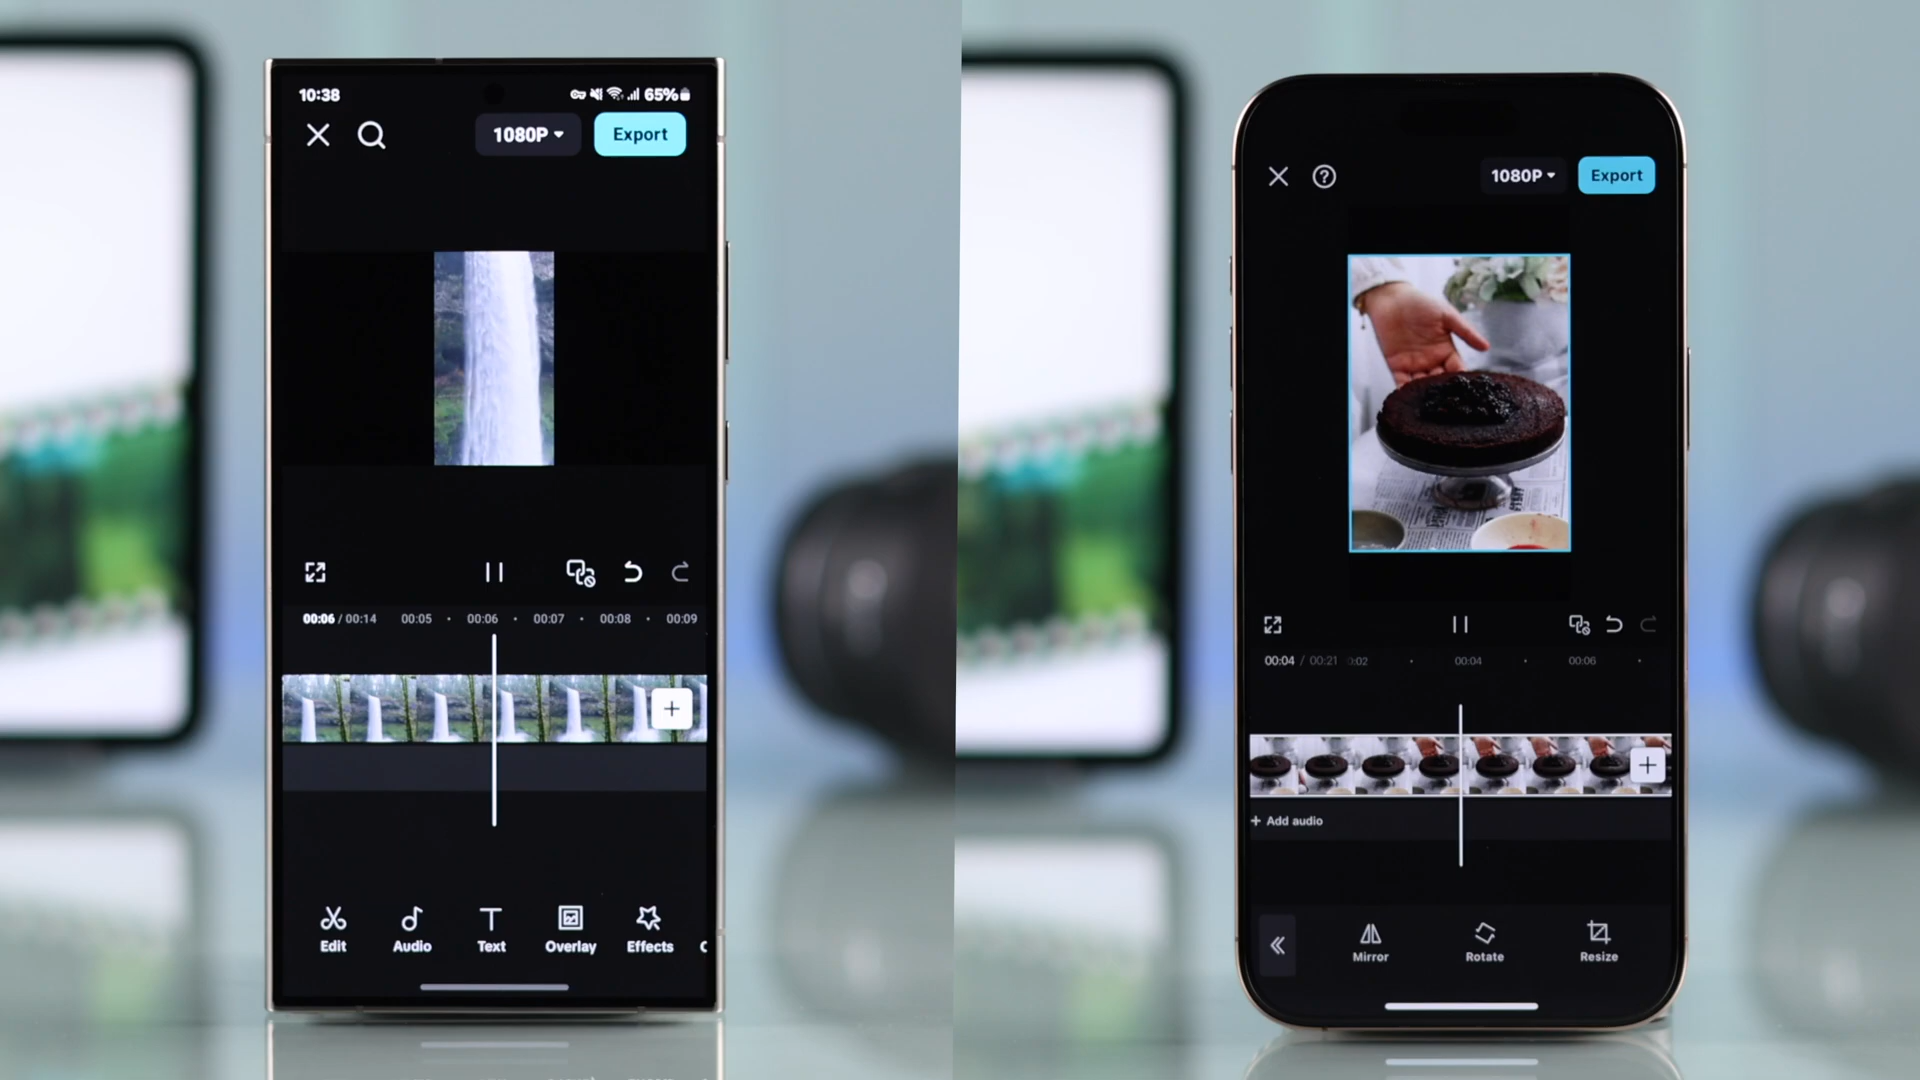 10:38 65%
1080P Export
00:06 / 00:14 00:05 00:06 00:07 00:08 00:09
Edit Audio Text Overlay Effects
1080P Export
00:04 / 00:21 0:02 00:04 00:06
+ Add audio
Mirror Rotate Resize